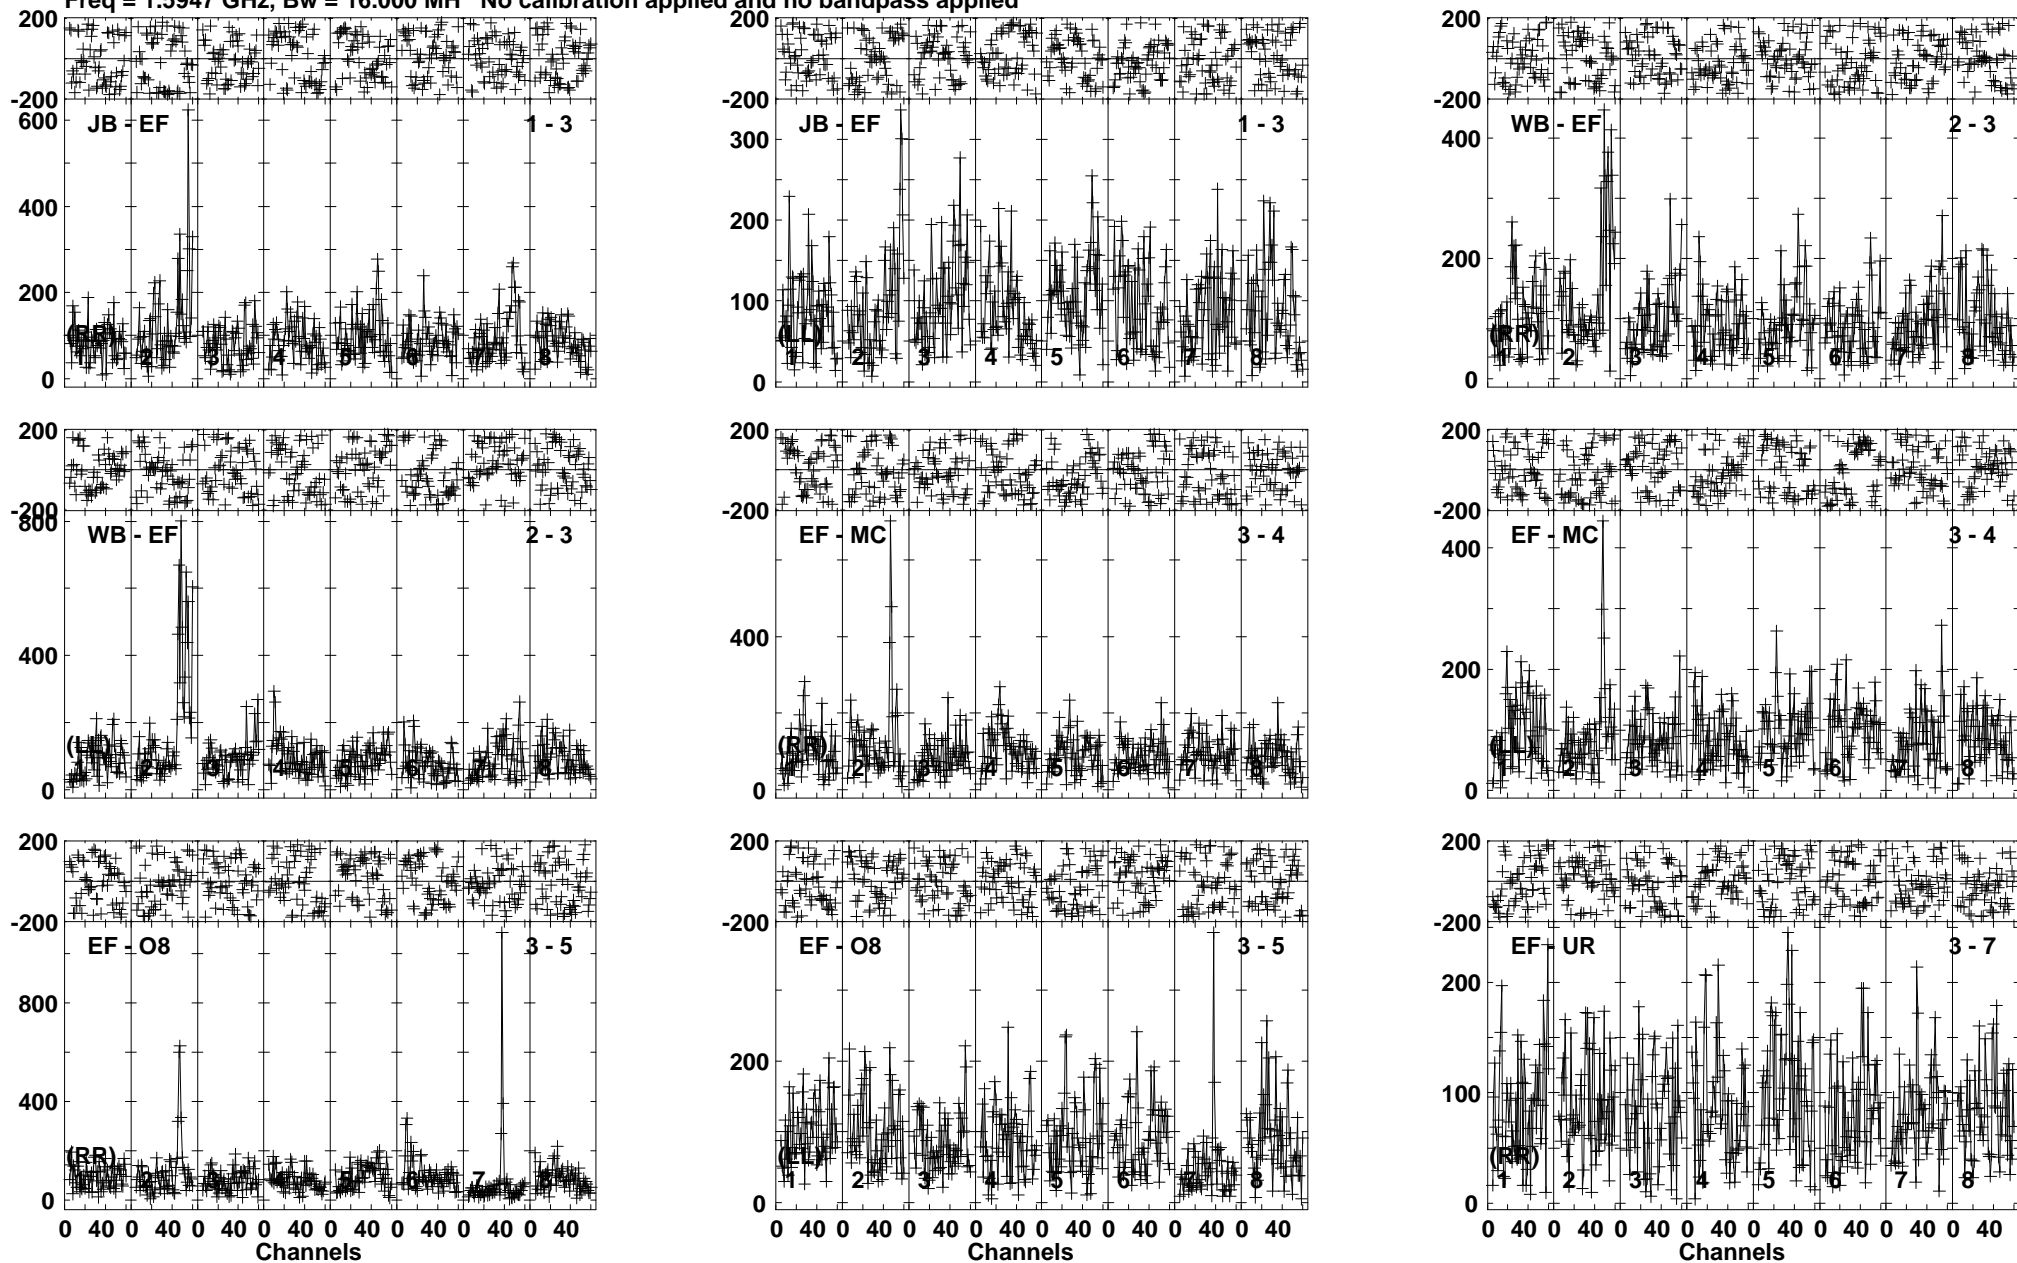 Freq = 1.5947 GHz, Bw = 16.000 MH No calibration applied and no bandpass applied
200 200 200
-200 -200 -200
600 JB - EF 1 - 3
400
200
0
(RR)
1 2 3 4 5 6 7 8
JB - EF 1 - 3
300
200
100
0
(LL)
1 2 3 4 5 6 7 8
WB - EF 2 - 3
400
200
0
(RR)
1 2 3 4 5 6 7 8
200 200 200
-200 -200 -200
800 WB - EF 2 - 3
400
0
(LL)
1 2 3 4 5 6 7 8
EF - MC 3 - 4
400
0
(RR)
1 2 3 4 5 6 7 8
EF - MC 3 - 4
400
200
0
(LL)
1 2 3 4 5 6 7 8
200 200 200
-200 -200 -200
EF - O8 3 - 5
800
400
0
(RR)
1 2 3 4 5 6 7 8
EF - O8 3 - 5
200
0
(LL)
1 2 3 4 5 6 7 8
EF - UR 3 - 7
200
100
0
(RR)
1 2 3 4 5 6 7 8
0 40 0 40 0 40 0 40 0 40 0 40 0 40 0 40
0 40 0 40 0 40 0 40 0 40 0 40 0 40 0 40
0 40 0 40 0 40 0 40 0 40 0 40 0 40 0 40
Channels Channels Channels